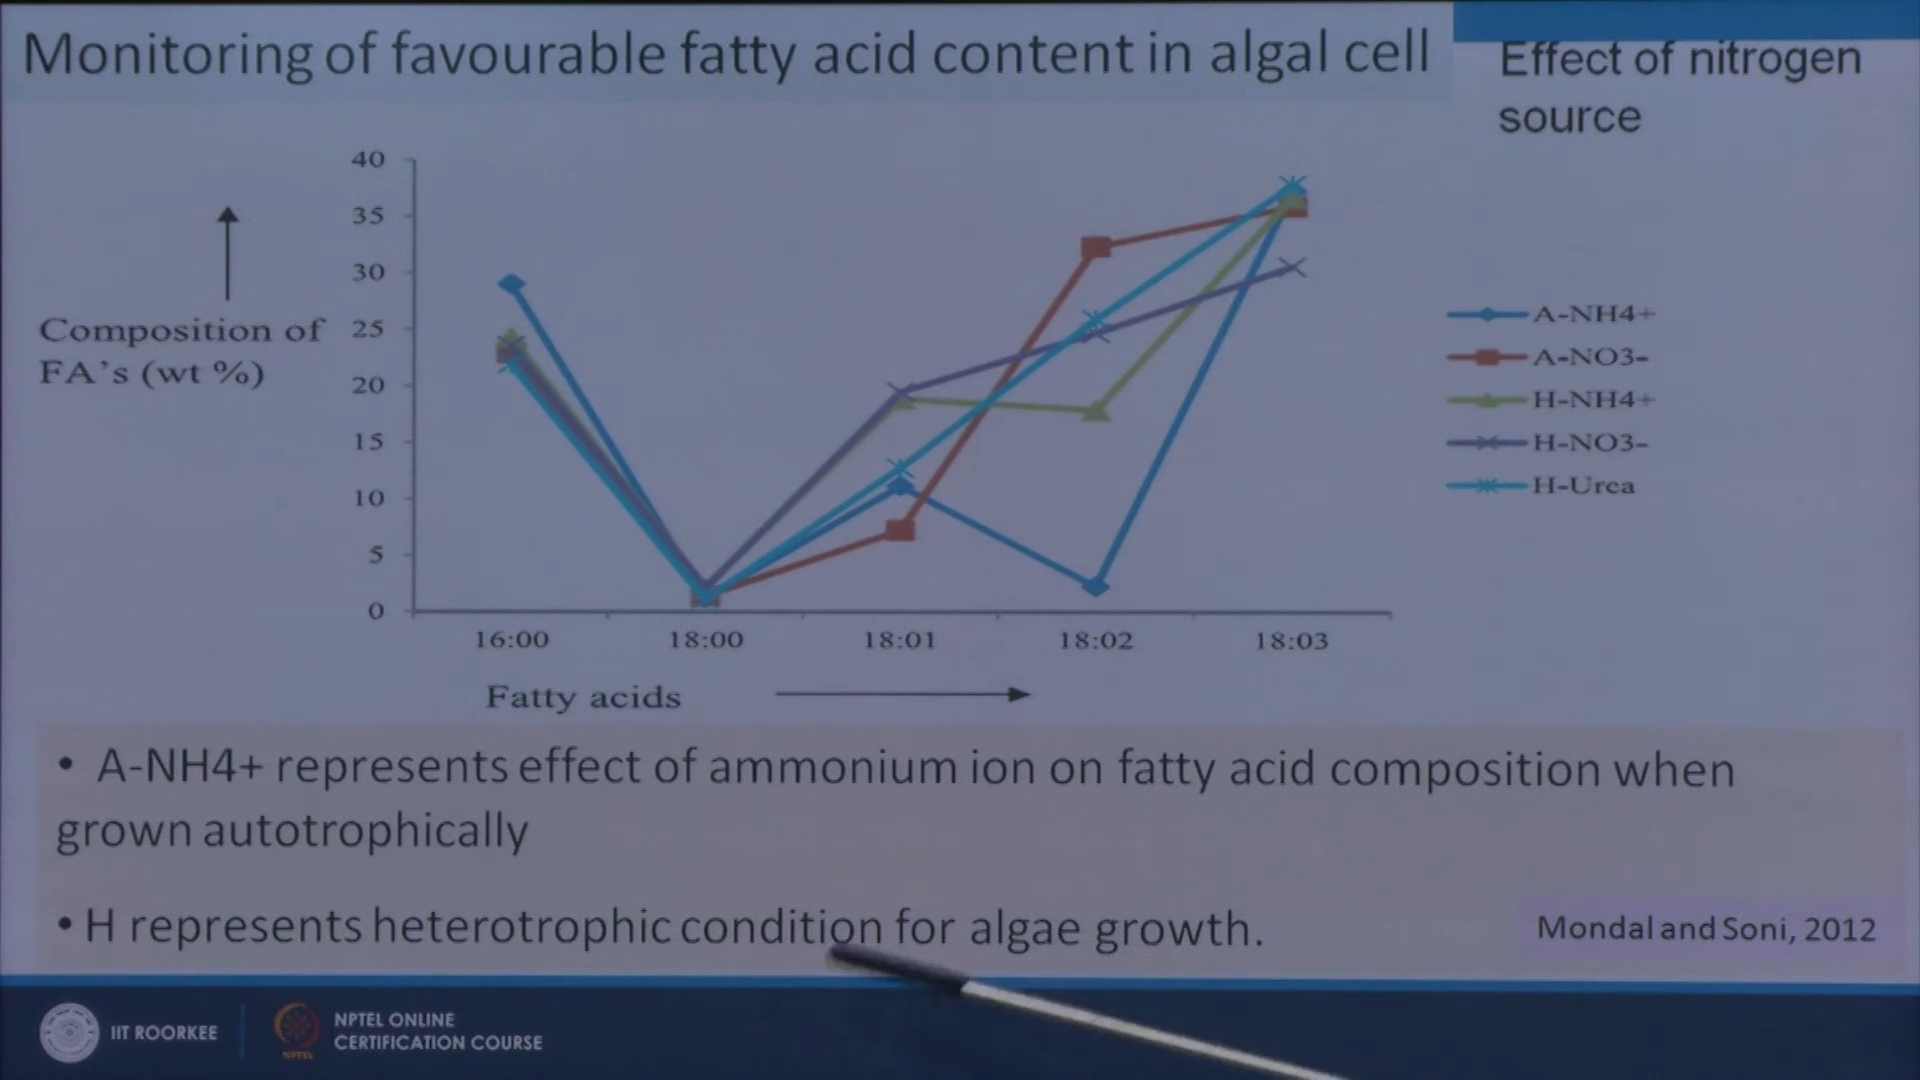 Monitoring of favourable fatty acid content in algal cell
Effect of nitrogen
source
40
35
30
25
20
15
10
5
0
Composition of
FA's (wt %)
16:00 18:00 18:01 18:02 18:03
Fatty acids
A-NH4+
A-NO3-
H-NH4+
H-NO3-
H-Urea
• A-NH4+ represents effect of ammonium ion on fatty acid composition when
grown autotrophically
• H represents heterotrophic condition for algae growth.
Mondal and Soni, 2012
IIT ROORKEE
NPTEL
NPTEL ONLINE
CERTIFICATION COURSE